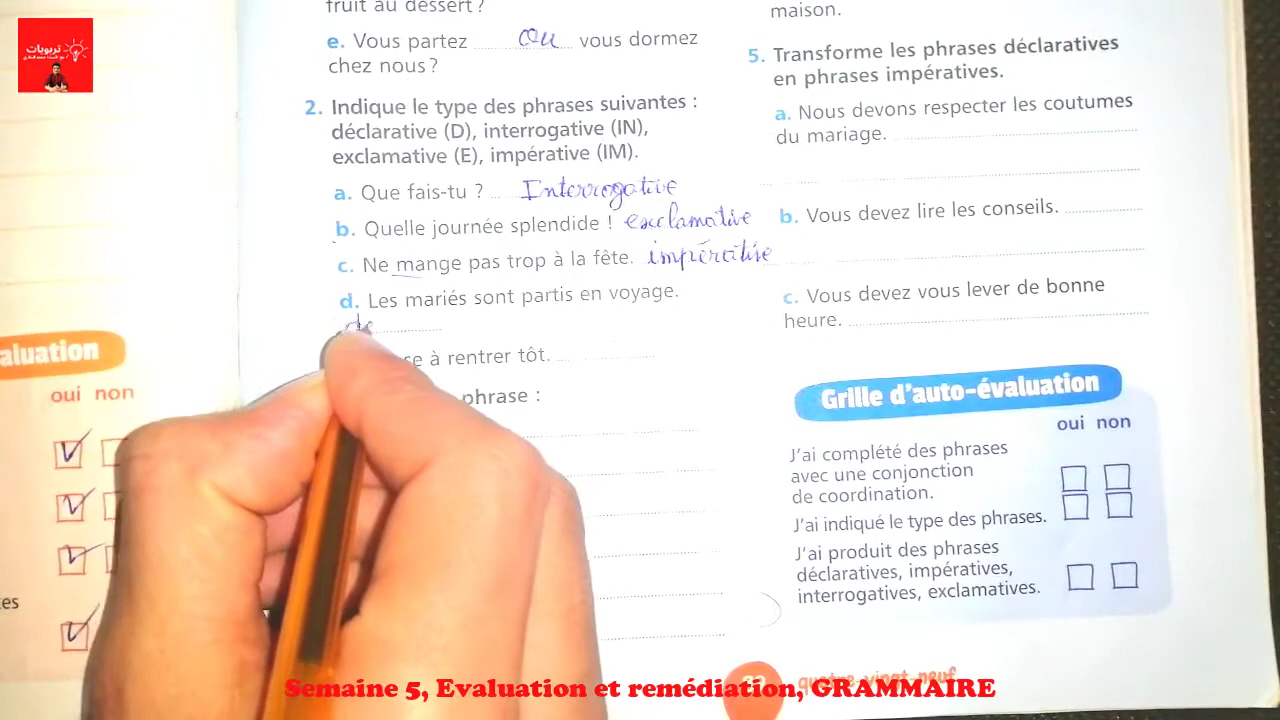 تربويات
fruit au dessert ?
e. Vous partez ou vous dormez
chez nous ?
2. Indique le type des phrases suivantes :
déclarative (D), interrogative (IN),
exclamative (E), impérative (IM).
a. Que fais-tu ? Interrogative
b. Quelle journée splendide ! exclamative
c. Ne mange pas trop à la fête. impérative
d. Les mariés sont partis en voyage.
de
se à rentrer tôt.
phrase :
maison.
5. Transforme les phrases déclaratives
en phrases impératives.
a. Nous devons respecter les coutumes
du mariage.
b. Vous devez lire les conseils.
c. Vous devez vous lever de bonne
heure.
Grille d'auto-évaluation
oui non
J'ai complété des phrases
avec une conjonction
de coordination.
J'ai indiqué le type des phrases.
J'ai produit des phrases
déclaratives, impératives,
interrogatives, exclamatives.
aluation
oui non
tes
quatre-vingt-neuf
Semaine 5, Evaluation et remédiation, GRAMMAIRE